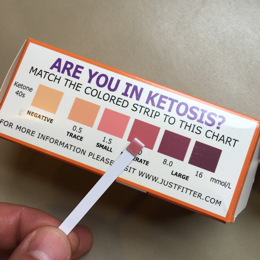 ARE YOU IN KETOSIS?
MATCH THE COLORED STRIP TO THIS CHART
Ketone
40s
NEGATIVE
0.5
TRACE
1.5
SMALL
8.0
LARGE
16
mmol/L
FOR MORE INFORMATION PLEASE VISIT WWW.JUSTFITTER.COM